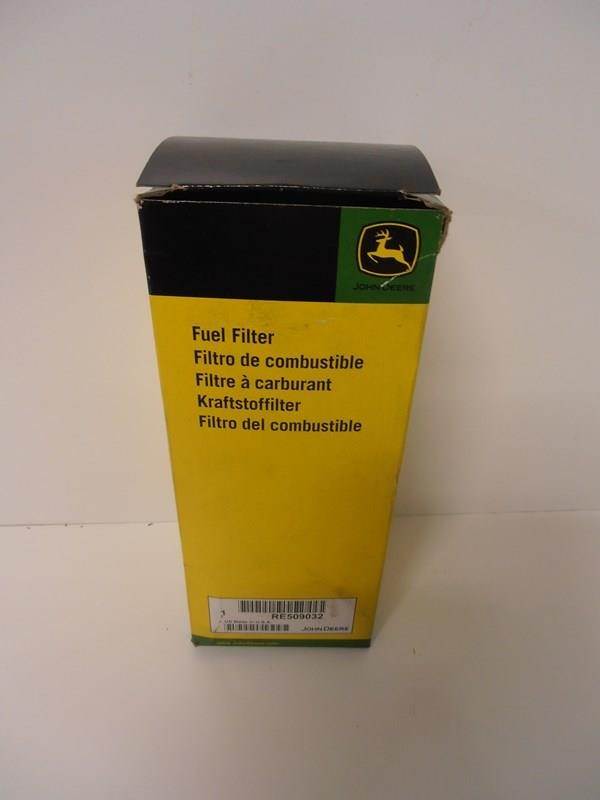 JOHN DEERE
Fuel Filter
Filtro de combustible
Filtre à carburant
Kraftstoffilter
Filtro del combustible
RE509032
JOHN DEERE